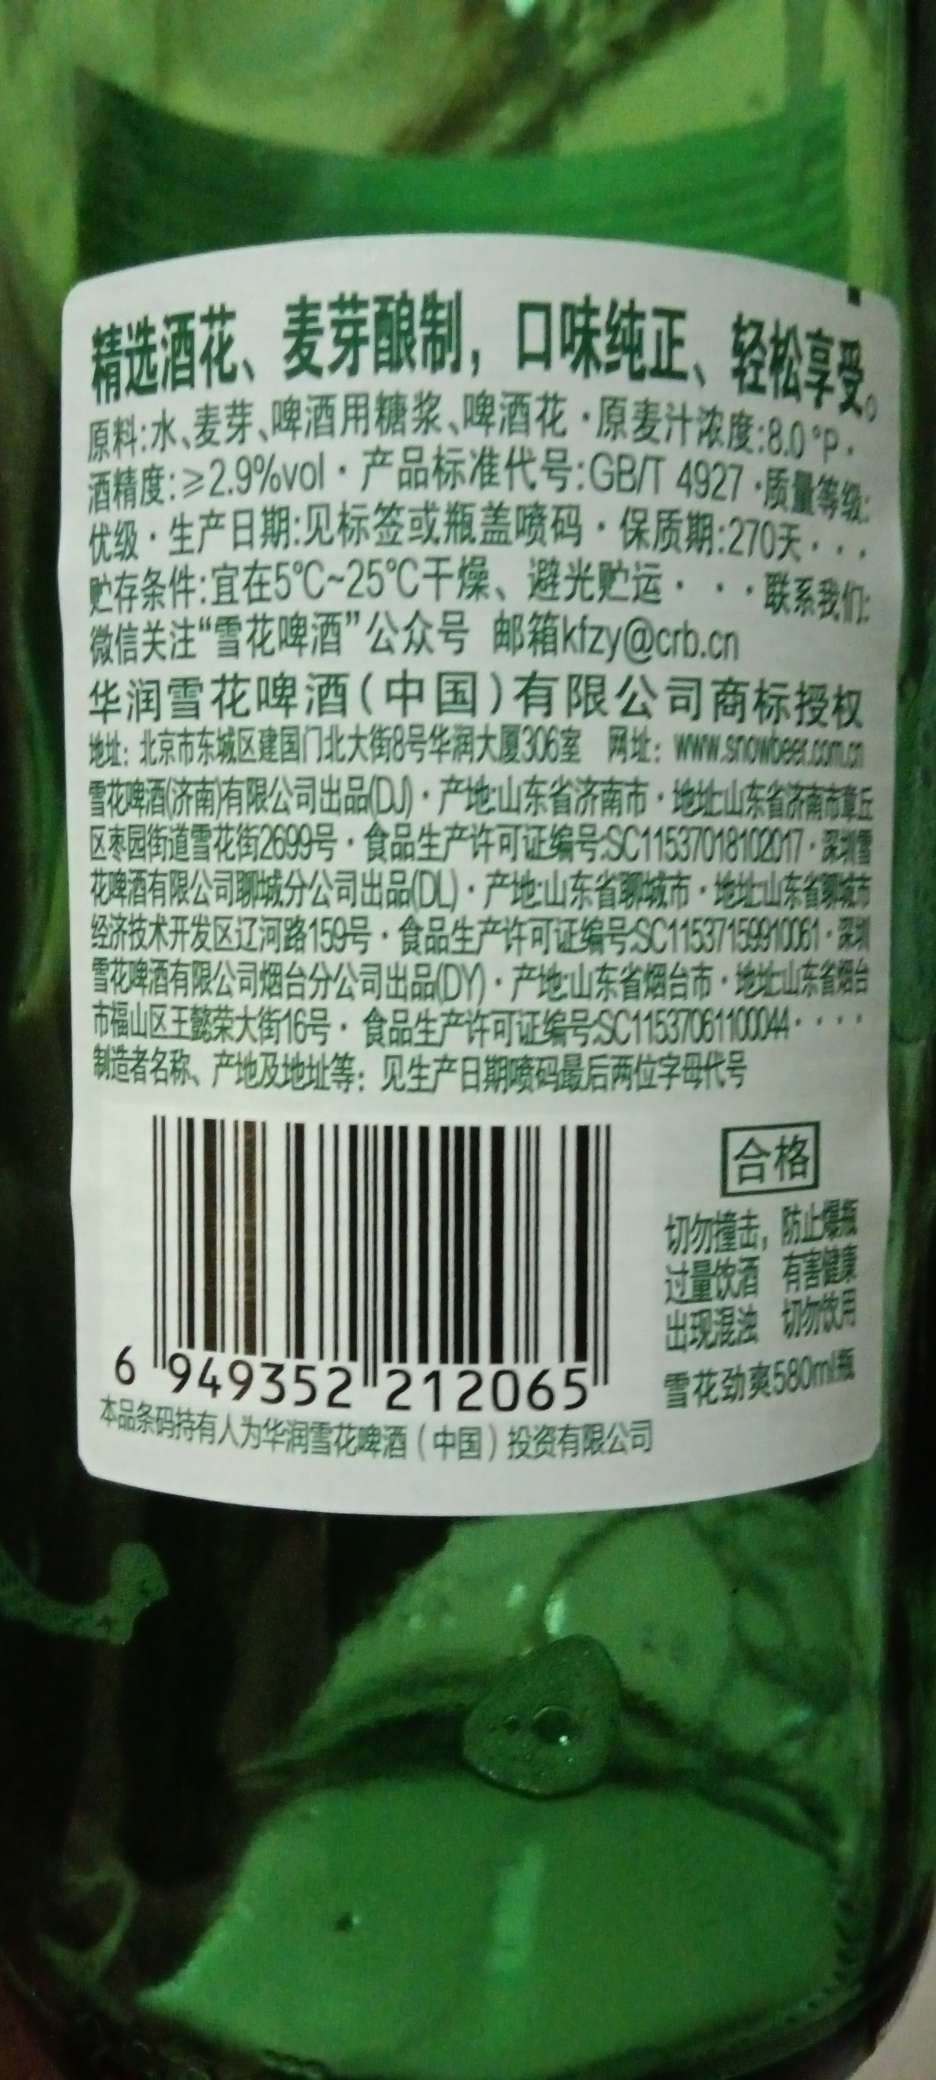 精选酒花、麦芽酿制，口味纯正、轻松享受。
原料:水、麦芽、啤酒用糖浆、啤酒花·原麦汁浓度:8.0°P·
酒精度:≥2.9%vol·产品标准代号:GB/T 4927·质量等级:
优级·生产日期:见标签或瓶盖喷码·保质期:270天···
贮存条件:宜在5℃~25℃干燥、避光贮运···联系我们:
微信关注“雪花啤酒”公众号 邮箱kfzy@crb.cn
华润雪花啤酒(中国)有限公司商标授权
地址：北京市东城区建国门北大街8号华润大厦306室 网址：www.snowbeer.com.cn
雪花啤酒(济南)有限公司出品(DJ)·产地:山东省济南市·地址:山东省济南市章丘
区枣园街道雪花街2699号·食品生产许可证编号:SC11537018102017·深圳雪
花啤酒有限公司聊城分公司出品(DL)·产地:山东省聊城市·地址:山东省聊城市
经济技术开发区辽河路159号·食品生产许可证编号:SC11537159910061·深圳
雪花啤酒有限公司烟台分公司出品(DY)·产地:山东省烟台市·地址:山东省烟台
市福山区王懿荣大街16号·食品生产许可证编号:SC11537061100044····
制造者名称、产地及地址等：见生产日期喷码最后两位字母代号
合格
切勿撞击，防止爆瓶
过量饮酒 有害健康
出现混浊 切勿饮用
雪花劲爽580ml瓶
6 949352 212065
本品条码持有人为华润雪花啤酒（中国）投资有限公司